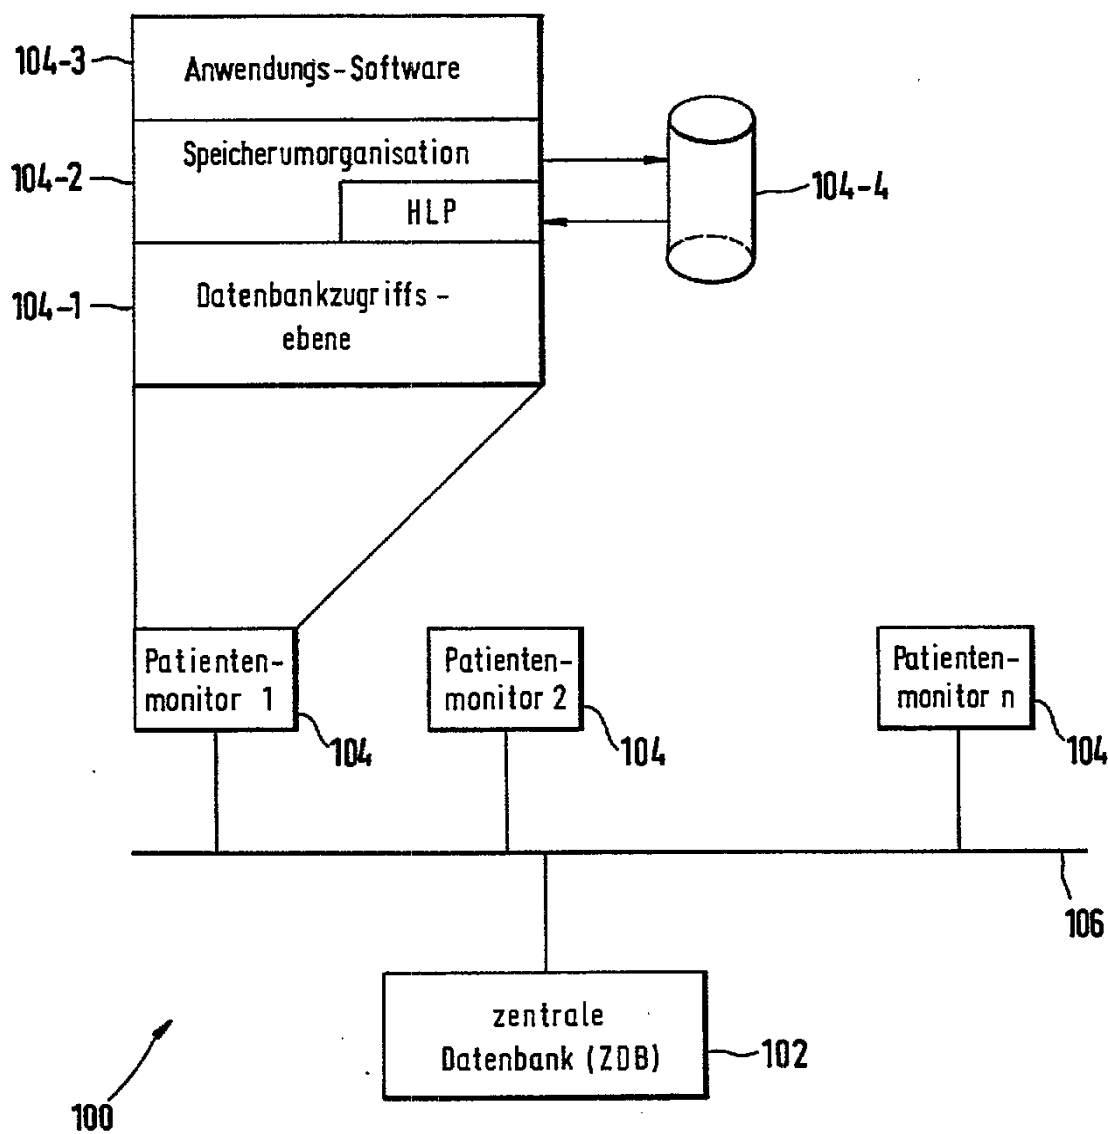 104-3
Anwendungs-Software
Speicherumorganisation
104-2
104-4
HLP
104-1
Datenbankzugriffs-
ebene
Patienten-
monitor 1
Patienten-
monitor 2
Patienten-
monitor n
104
104
104
106
zentrale
Datenbank (ZDB)
102
100